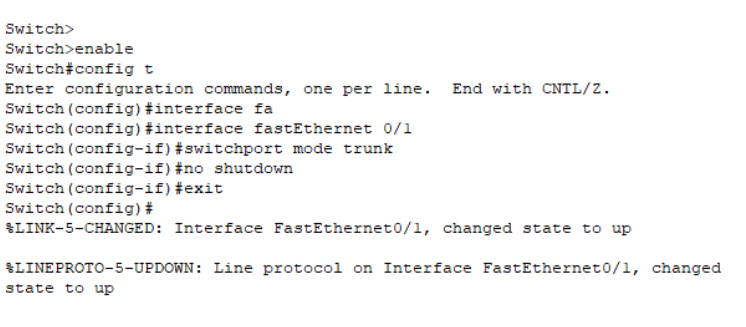 Switch>
Switch>enable
Switch#config t
Enter configuration commands, one per line.  End with CNTL/Z.
Switch(config)#interface fa
Switch(config)#interface fastEthernet 0/1
Switch(config-if)#switchport mode trunk
Switch(config-if)#no shutdown
Switch(config-if)#exit
Switch(config)#
%LINK-5-CHANGED: Interface FastEthernet0/1, changed state to up
%LINEPROTO-5-UPDOWN: Line protocol on Interface FastEthernet0/1, changed
state to up